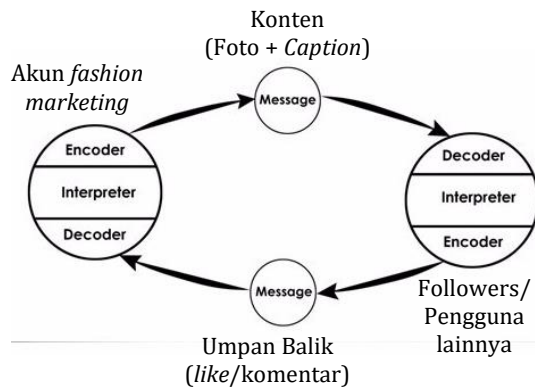 Konten
(Foto + Caption)
Akun fashion
marketing
Message
Encoder
Interpreter
Decoder
Decoder
Interpreter
Encoder
Message
Followers/
Pengguna
lainnya
Umpan Balik
(like/komentar)